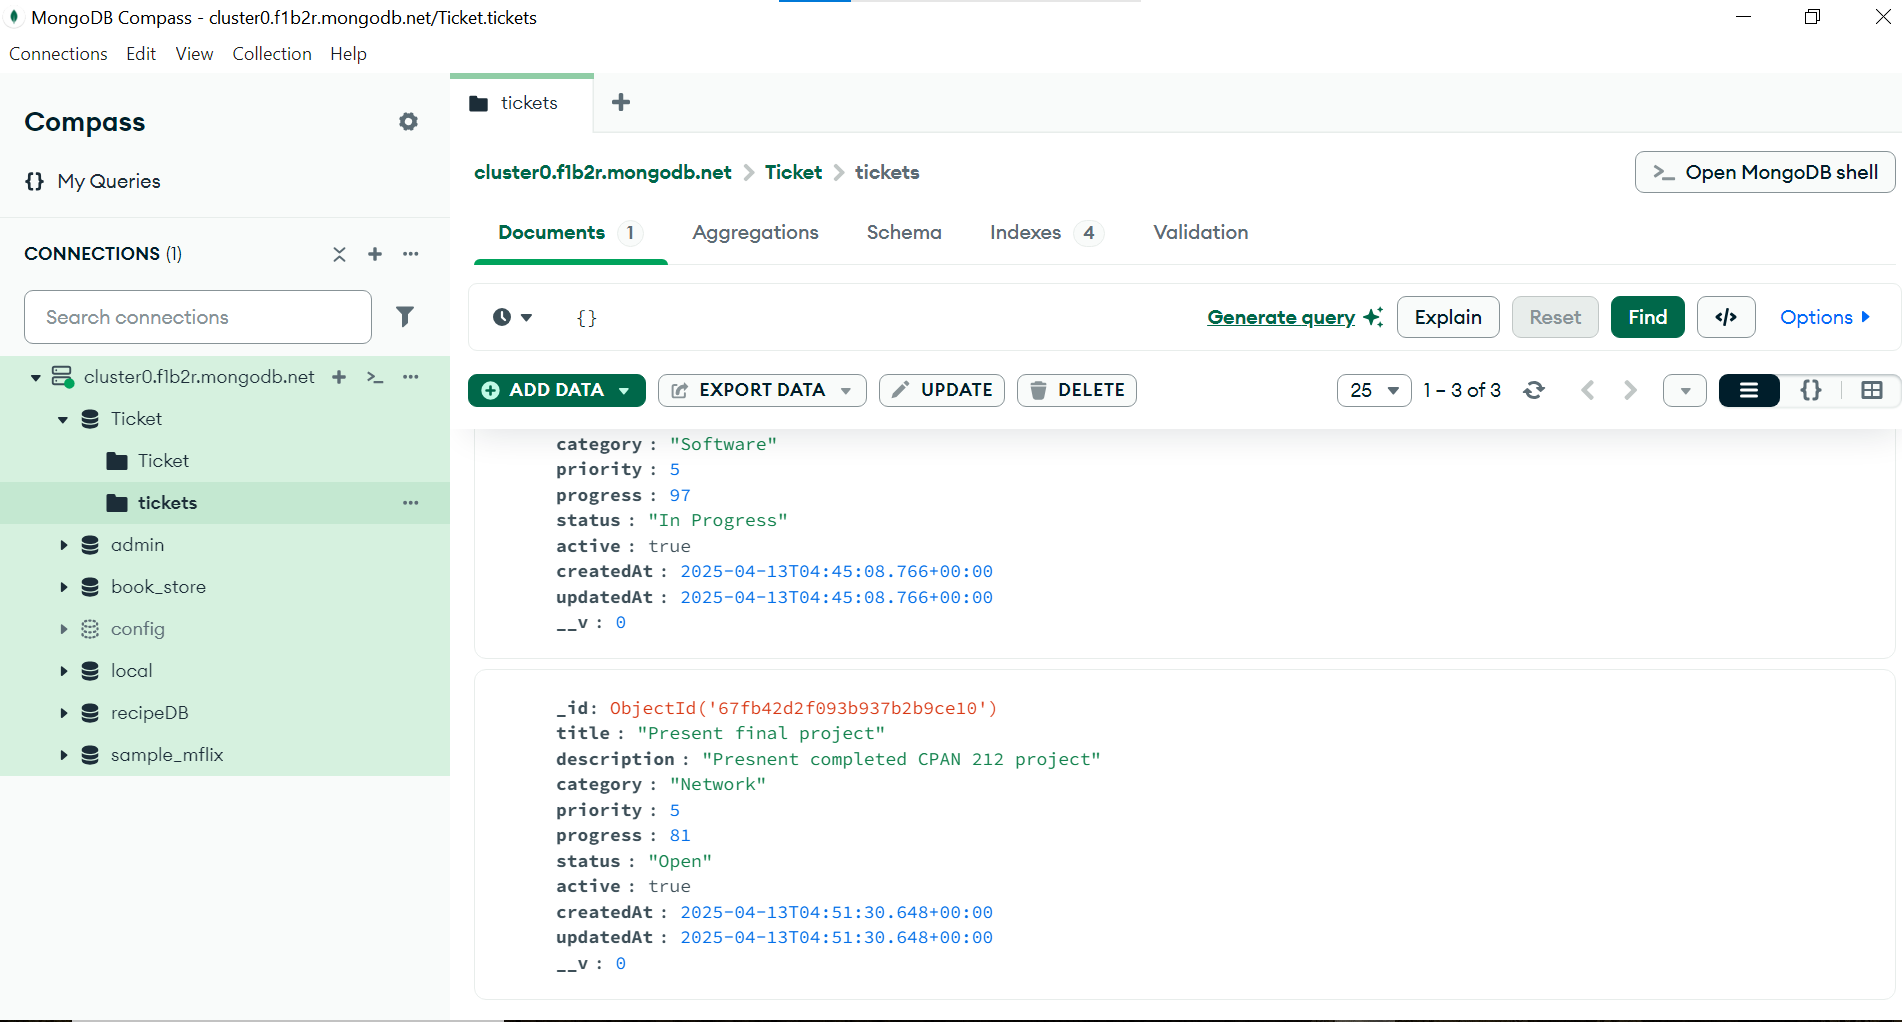 MongoDB Compass - cluster0.f1b2r.mongodb.net/Ticket.tickets
Connections Edit View Collection Help
Compass
{} My Queries
CONNECTIONS (1)
Search connections
cluster0.f1b2r.mongodb.net
Ticket
Ticket
tickets
admin
book_store
config
local
recipeDB
sample_mflix
tickets
cluster0.f1b2r.mongodb.net > Ticket > tickets
>_ Open MongoDB shell
Documents 1 Aggregations Schema Indexes 4 Validation
{} Generate query Explain Reset Find </> Options
ADD DATA EXPORT DATA UPDATE DELETE 25 1 – 3 of 3 {}
category : "Software"
priority : 5
progress : 97
status : "In Progress"
active : true
createdAt : 2025-04-13T04:45:08.766+00:00
updatedAt : 2025-04-13T04:45:08.766+00:00
__v : 0
_id: ObjectId('67fb42d2f093b937b2b9ce10')
title : "Present final project"
description : "Presnent completed CPAN 212 project"
category : "Network"
priority : 5
progress : 81
status : "Open"
active : true
createdAt : 2025-04-13T04:51:30.648+00:00
updatedAt : 2025-04-13T04:51:30.648+00:00
__v : 0